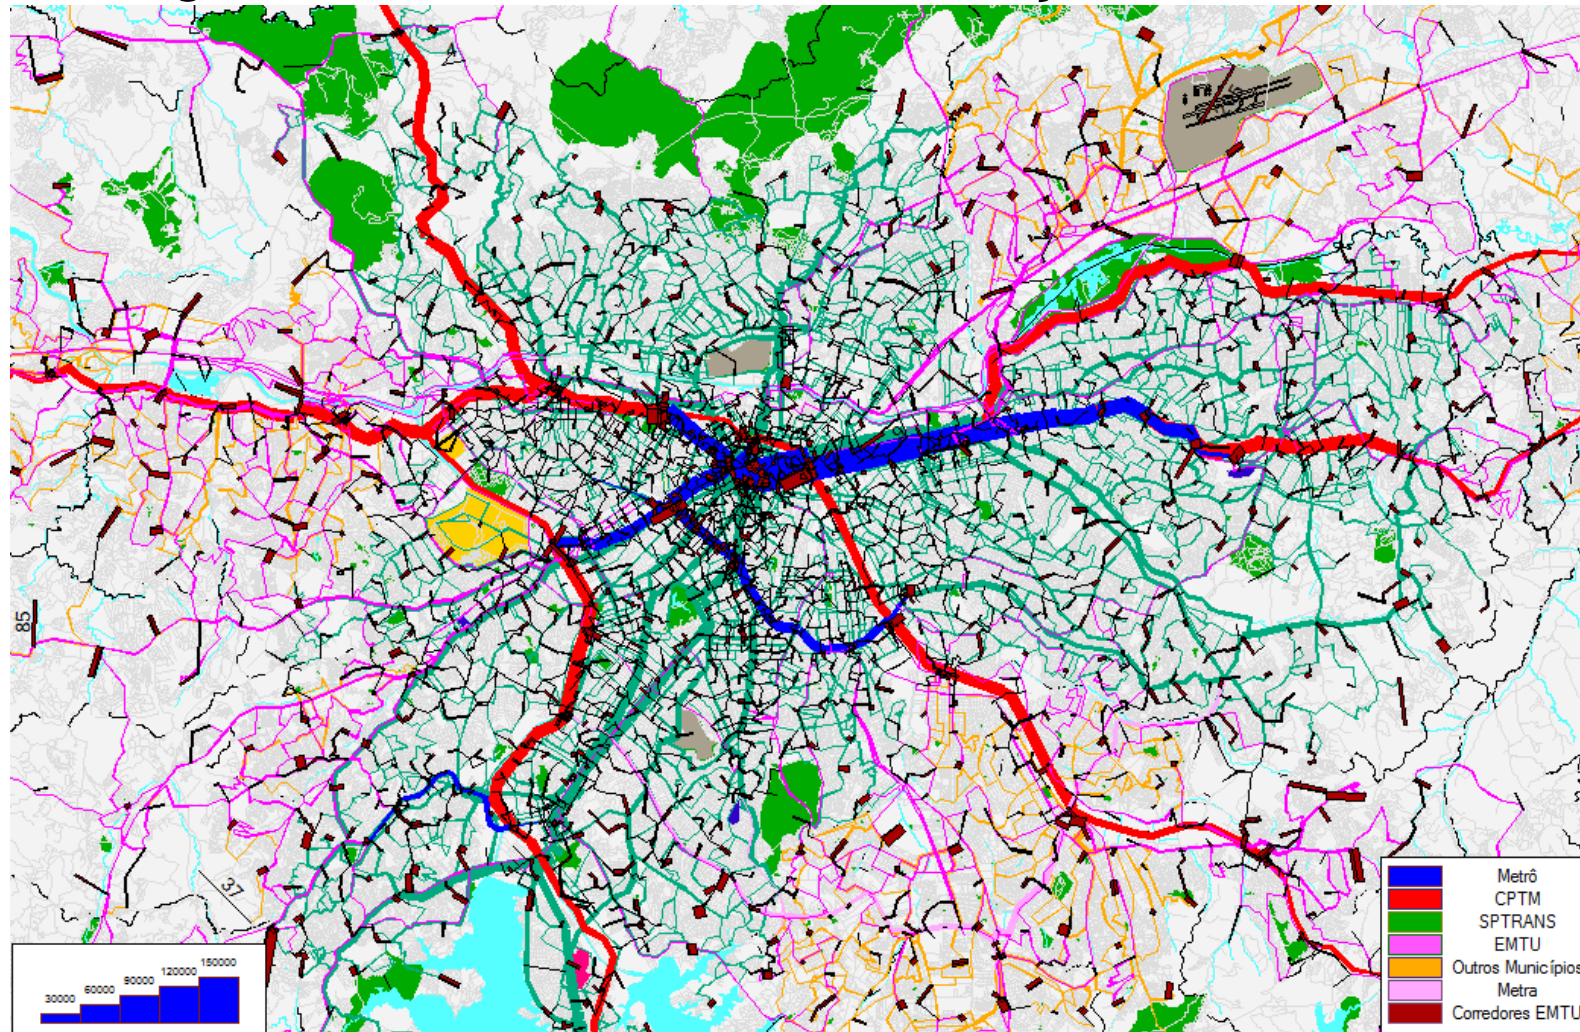 85
37
30000 60000 90000 120000 150000
Metrô
CPTM
SPTRANS
EMTU
Outros Municípios
Metra
Corredores EMTU